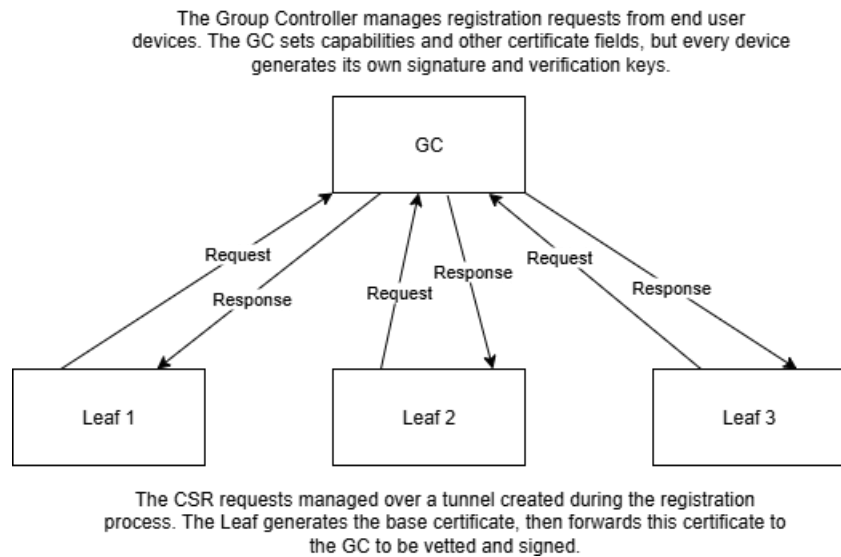 The Group Controller manages registration requests from end user
devices. The GC sets capabilities and other certificate fields, but every device
generates its own signature and verification keys.
GC
Request
Response
Request
Response
Request
Response
Leaf 1
Leaf 2
Leaf 3
The CSR requests managed over a tunnel created during the registration
process. The Leaf generates the base certificate, then forwards this certificate to
the GC to be vetted and signed.